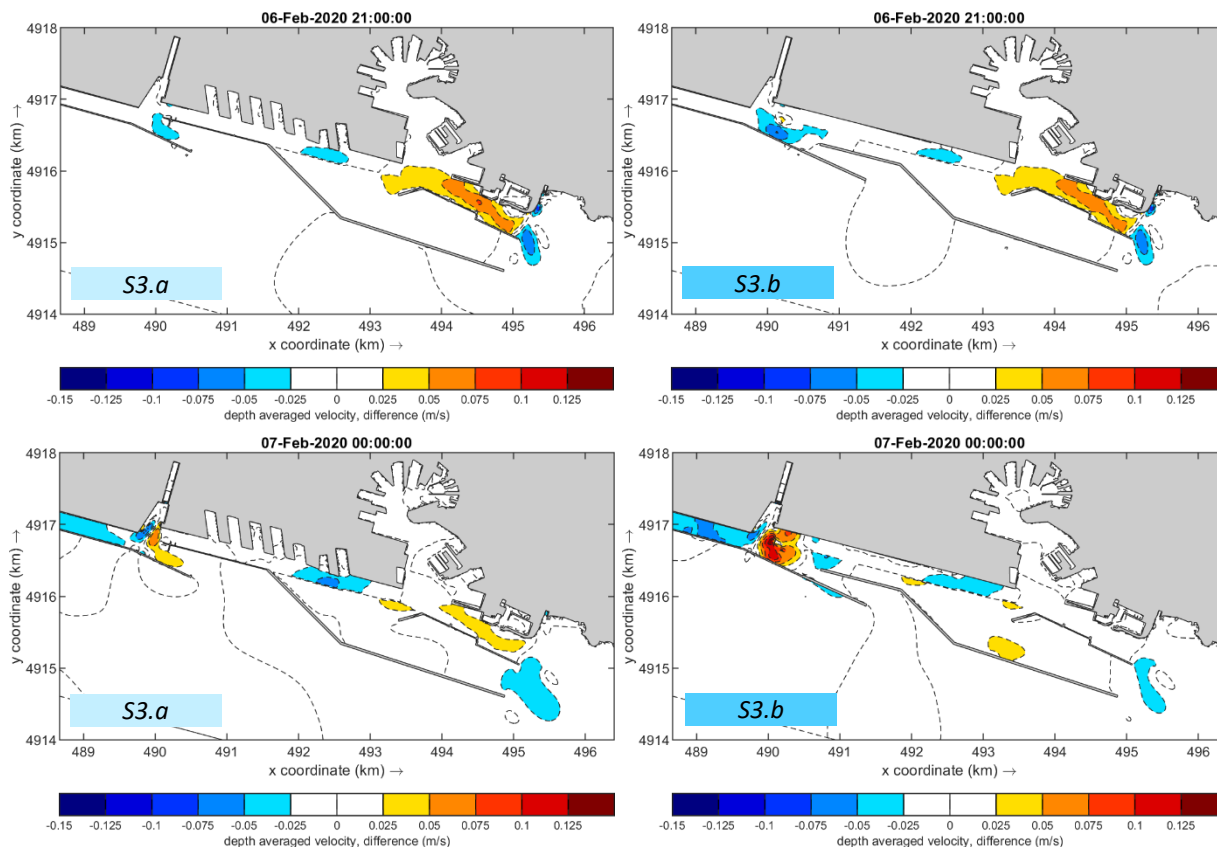 06-Feb-2020 21:00:00
4918
4917
4916
4915
4914
y coordinate (km) →
S3.a
489 490 491 492 493 494 495 496
x coordinate (km) →
-0.15 -0.125 -0.1 -0.075 -0.05 -0.025 0 0.025 0.05 0.075 0.1 0.125
depth averaged velocity, difference (m/s)
06-Feb-2020 21:00:00
4918
4917
4916
4915
4914
y coordinate (km) →
S3.b
489 490 491 492 493 494 495 496
x coordinate (km) →
-0.15 -0.125 -0.1 -0.075 -0.05 -0.025 0 0.025 0.05 0.075 0.1 0.125
depth averaged velocity, difference (m/s)
07-Feb-2020 00:00:00
4918
4917
4916
4915
4914
y coordinate (km) →
S3.a
489 490 491 492 493 494 495 496
x coordinate (km) →
-0.15 -0.125 -0.1 -0.075 -0.05 -0.025 0 0.025 0.05 0.075 0.1 0.125
depth averaged velocity, difference (m/s)
07-Feb-2020 00:00:00
4918
4917
4916
4915
4914
y coordinate (km) →
S3.b
489 490 491 492 493 494 495 496
x coordinate (km) →
-0.15 -0.125 -0.1 -0.075 -0.05 -0.025 0 0.025 0.05 0.075 0.1 0.125
depth averaged velocity, difference (m/s)